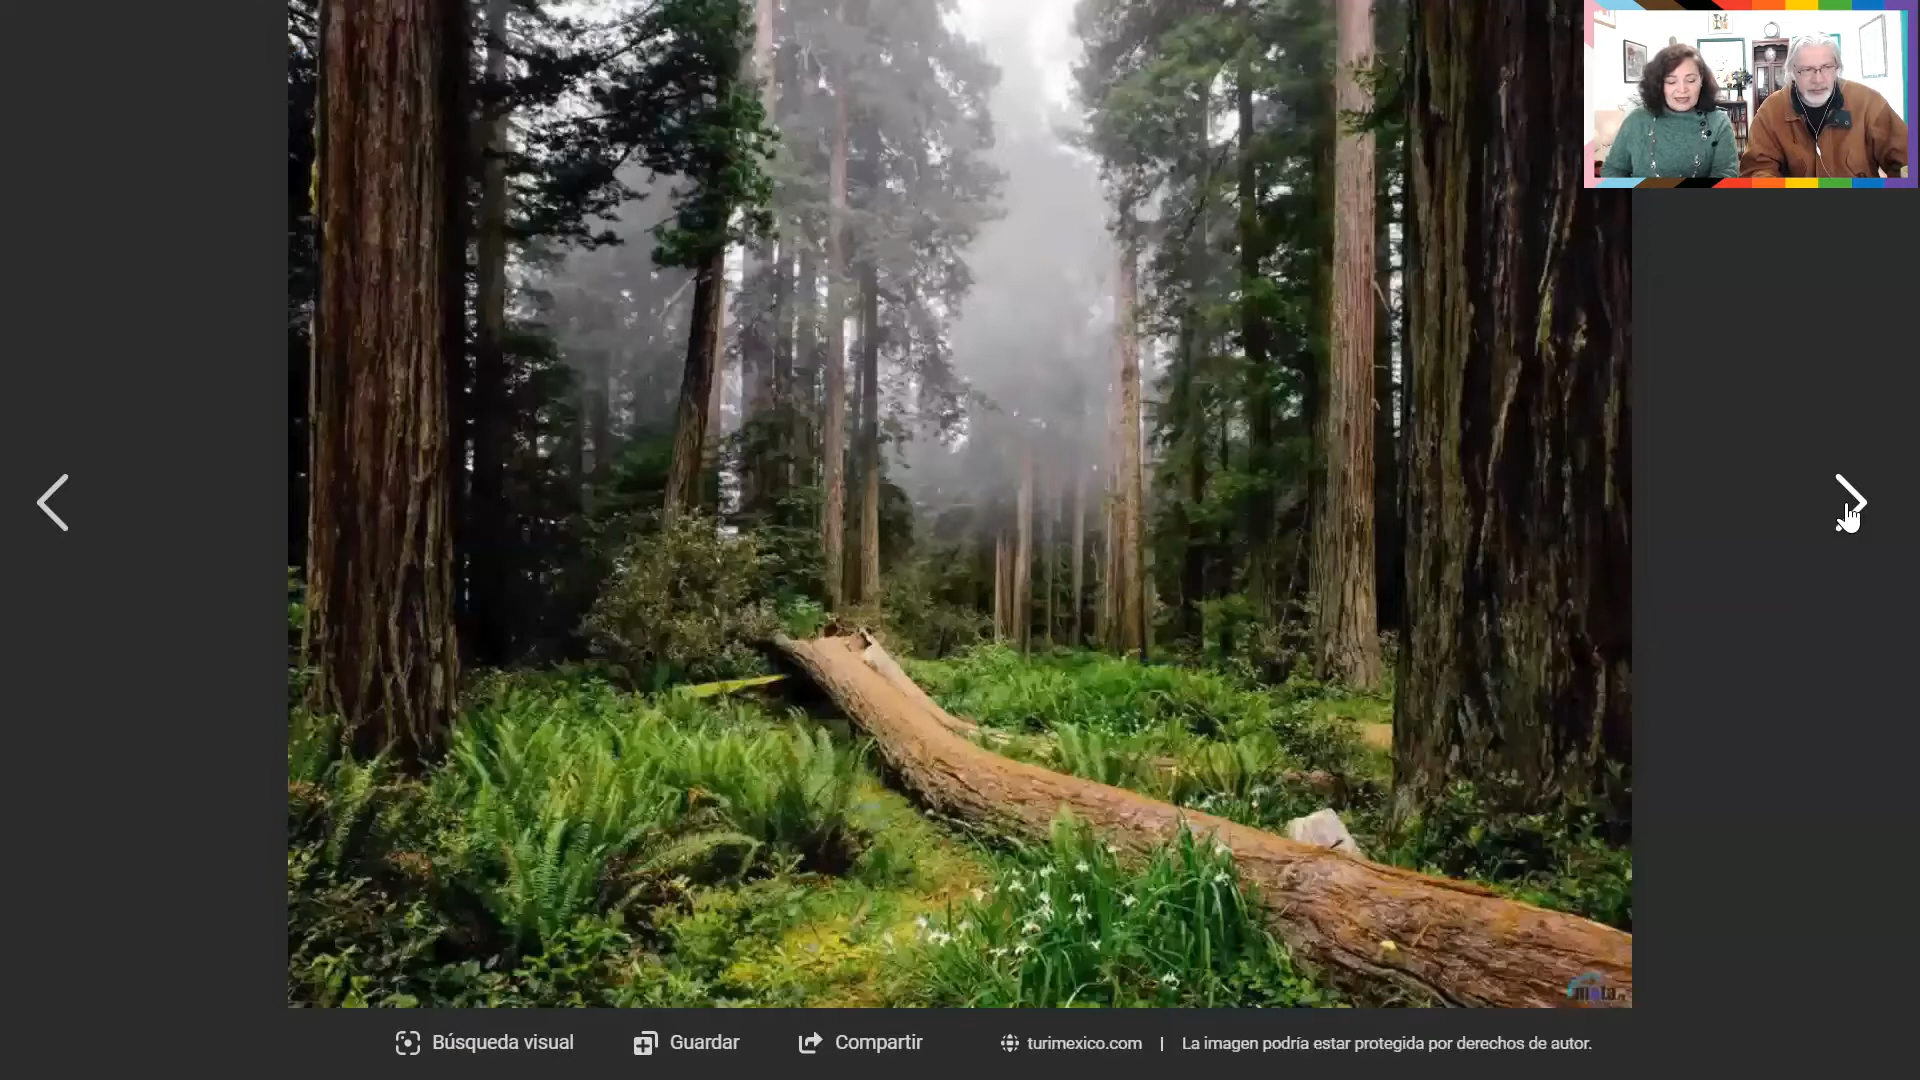 Búsqueda visual
Guardar
Compartir
turimexico.com | La imagen podría estar protegida por derechos de autor.